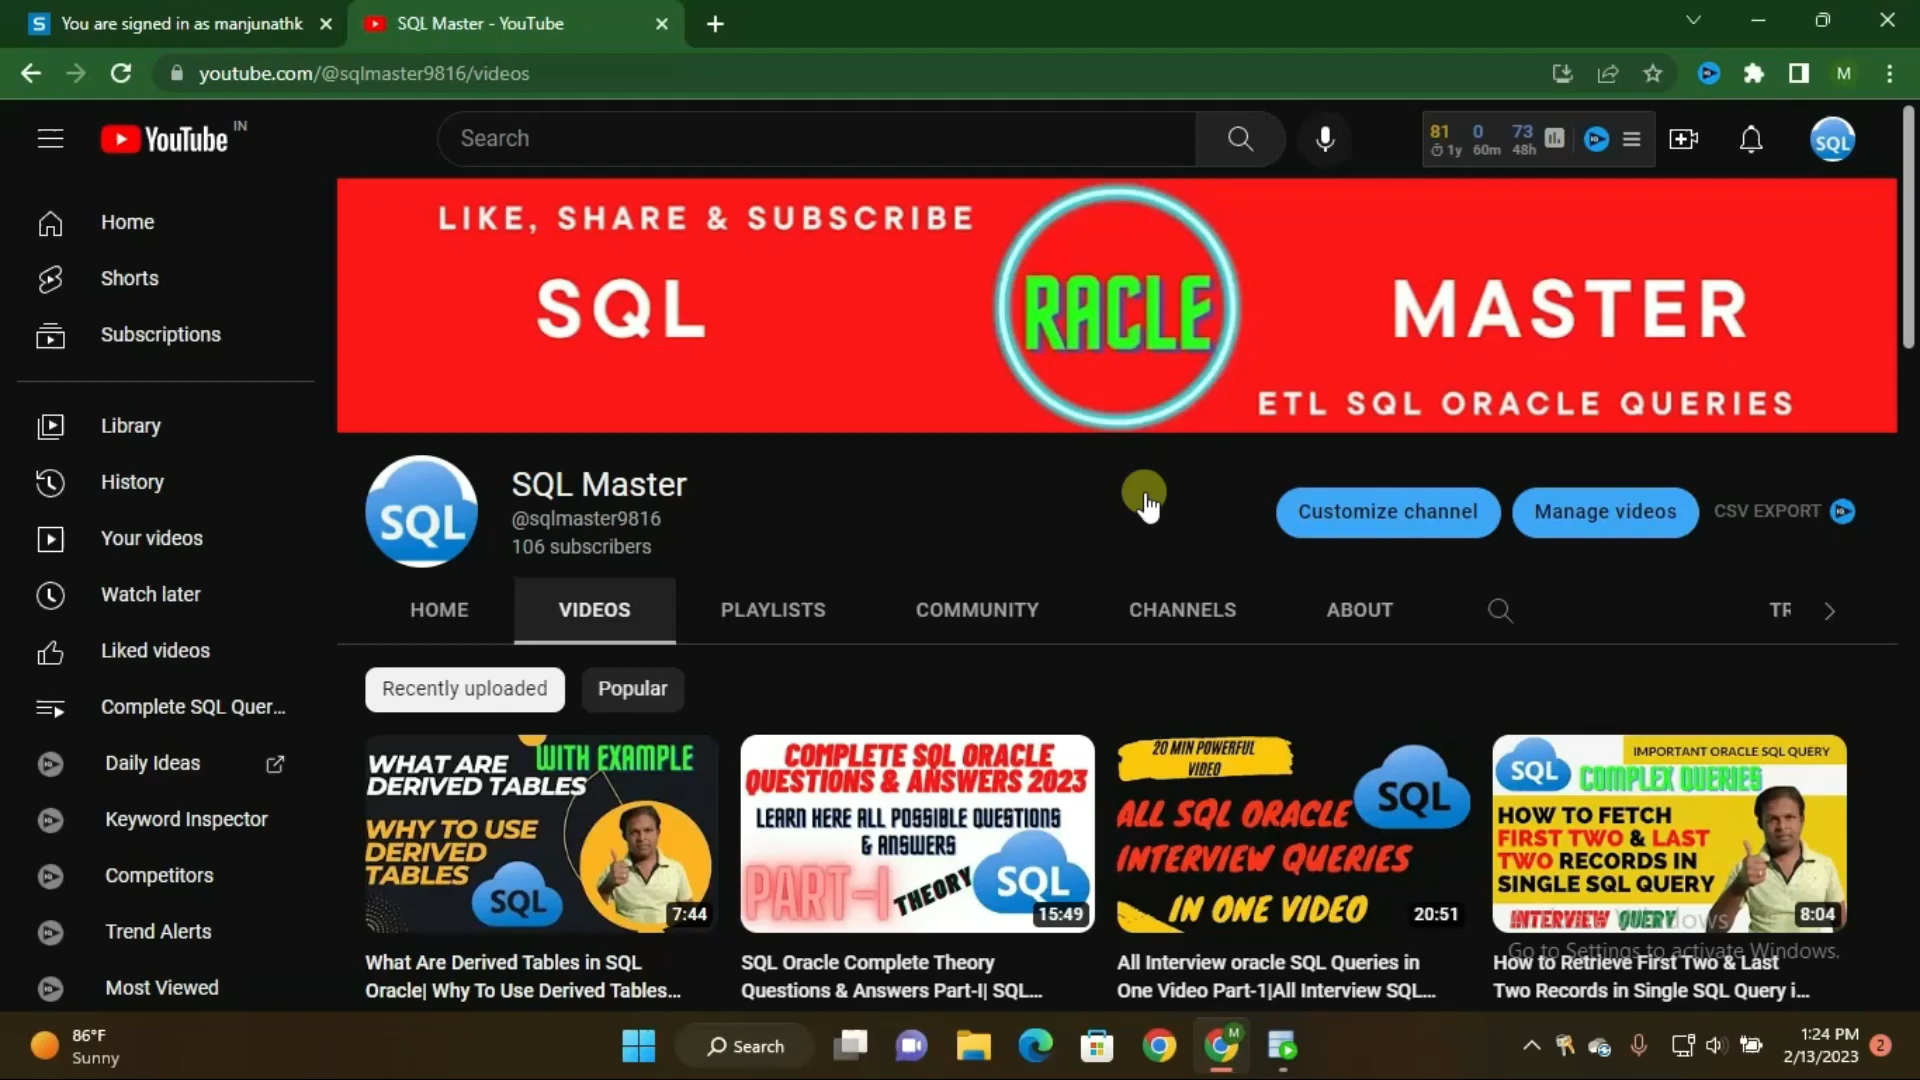 You are signed in as manjunathk
SQL Master - YouTube
youtube.com/@sqlmaster9816/videos
M
YouTube IN
Search
81 0 73
1y 60m 48h
SQL
Home
Shorts
Subscriptions
Library
History
Your videos
Watch later
Liked videos
Complete SQL Quer...
Daily Ideas
Keyword Inspector
Competitors
Trend Alerts
Most Viewed
LIKE, SHARE & SUBSCRIBE
SQL
RACLE
MASTER
ETL SQL ORACLE QUERIES
SQL
SQL Master
@sqlmaster9816
106 subscribers
Customize channel
Manage videos
CSV EXPORT
HOME
VIDEOS
PLAYLISTS
COMMUNITY
CHANNELS
ABOUT
TR
Recently uploaded
Popular
WHAT ARE WITH EXAMPLE
DERIVED TABLES
WHY TO USE
DERIVED
TABLES
SQL
7:44
What Are Derived Tables in SQL
Oracle| Why To Use Derived Tables...
COMPLETE SQL ORACLE
QUESTIONS & ANSWERS 2023
LEARN HERE ALL POSSIBLE QUESTIONS
& ANSWERS
PART-I THEORY SQL
15:49
SQL Oracle Complete Theory
Questions & Answers Part-I| SQL...
20 MIN POWERFUL
VIDEO
SQL
ALL SQL ORACLE
INTERVIEW QUERIES
IN ONE VIDEO
20:51
All Interview oracle SQL Queries in
One Video Part-1|All Interview SQL...
IMPORTANT ORACLE SQL QUERY
SQL COMPLEX QUERIES
HOW TO FETCH
FIRST TWO & LAST
TWO RECORDS IN
SINGLE SQL QUERY
INTERVIEW QUERY
8:04
Go to Settings to activate Windows.
How to Retrieve First Two & Last
Two Records in Single SQL Query i...
86°F
Sunny
Search
M
1:24 PM
2/13/2023
2